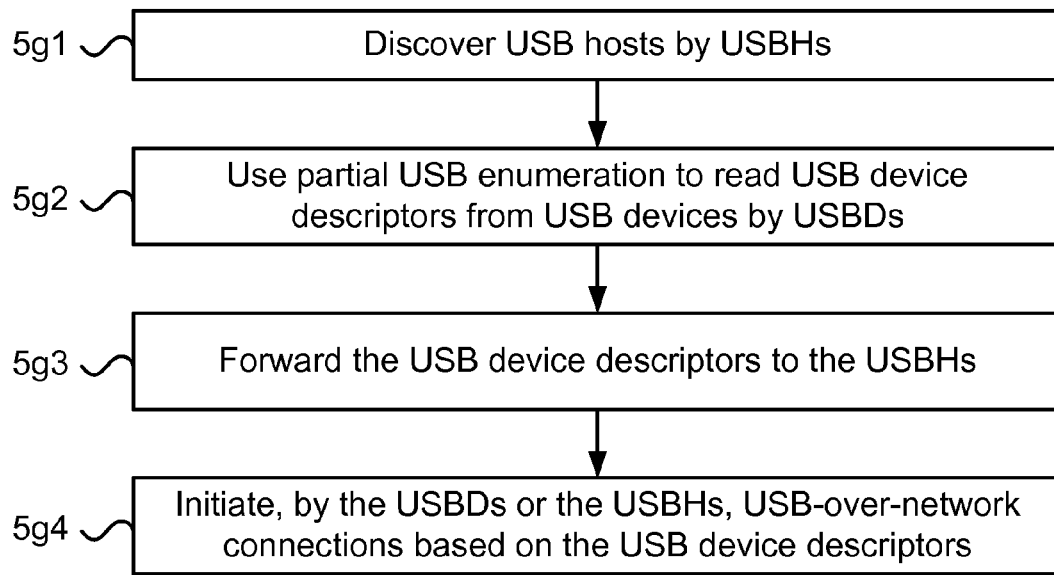 5g1
Discover USB hosts by USBHs
5g2
Use partial USB enumeration to read USB device
descriptors from USB devices by USBDs
5g3
Forward the USB device descriptors to the USBHs
5g4
Initiate, by the USBDs or the USBHs, USB-over-network
connections based on the USB device descriptors